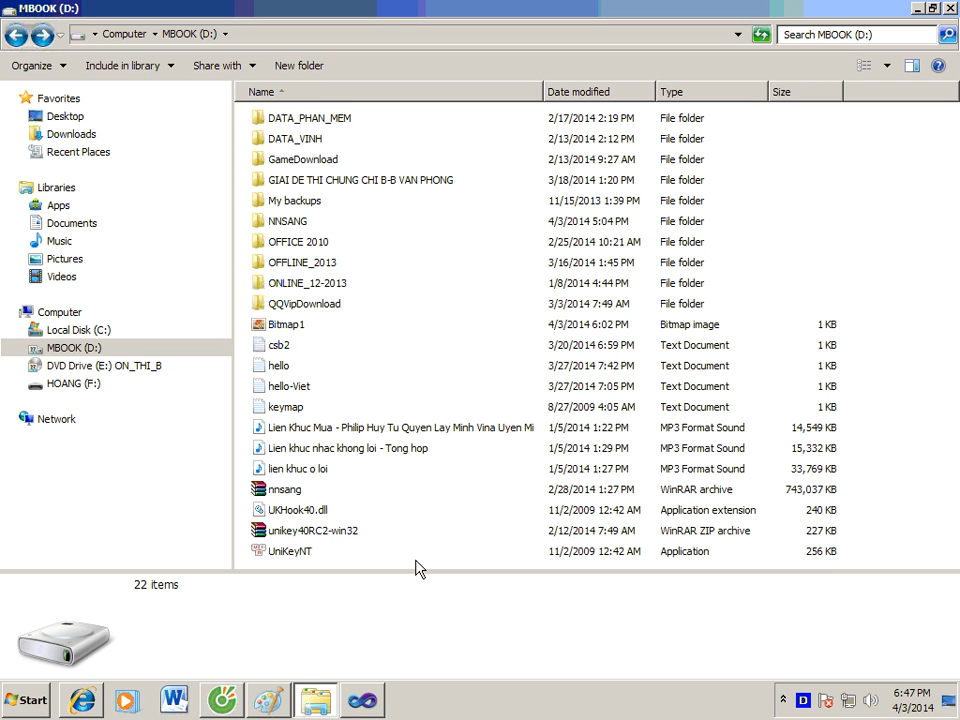 MBOOK (D:)
Computer MBOOK (D:) Search MBOOK (D:)
Organize Include in library Share with New folder
Name Date modified Type Size
Favorites
Desktop
Downloads
Recent Places
Libraries
Apps
Documents
Music
Pictures
Videos
Computer
Local Disk (C:)
MBOOK (D:)
DVD Drive (E:) ON_THI_B
HOANG (F:)
Network
DATA_PHAN_MEM 2/17/2014 2:19 PM File folder
DATA_VINH 2/13/2014 2:12 PM File folder
GameDownload 2/13/2014 9:27 AM File folder
GIAI DE THI CHUNG CHI B-B VAN PHONG 3/18/2014 1:20 PM File folder
My backups 11/15/2013 1:39 PM File folder
NNSANG 4/3/2014 5:04 PM File folder
OFFICE 2010 2/25/2014 10:21 AM File folder
OFFLINE_2013 3/16/2014 1:45 PM File folder
ONLINE_12-2013 1/8/2014 4:44 PM File folder
QQVipDownload 3/3/2014 7:49 AM File folder
Bitmap1 4/3/2014 6:02 PM Bitmap image 1 KB
csb2 3/20/2014 6:59 PM Text Document 1 KB
hello 3/27/2014 7:42 PM Text Document 1 KB
hello-Viet 3/27/2014 7:05 PM Text Document 1 KB
keymap 8/27/2009 4:05 AM Text Document 1 KB
Lien Khuc Mua - Philip Huy Tu Quyen Lay Minh Vina Uyen Mi 1/5/2014 1:22 PM MP3 Format Sound 14,549 KB
Lien khuc nhac khong loi - Tong hop 1/5/2014 1:29 PM MP3 Format Sound 15,332 KB
lien khuc o loi 1/5/2014 1:27 PM MP3 Format Sound 33,769 KB
nnsang 2/28/2014 1:27 PM WinRAR archive 743,037 KB
UKHook40.dll 11/2/2009 12:42 AM Application extension 240 KB
unikey40RC2-win32 2/12/2014 7:49 AM WinRAR ZIP archive 227 KB
UniKeyNT 11/2/2009 12:42 AM Application 256 KB
22 items
Start
D
6:47 PM
4/3/2014